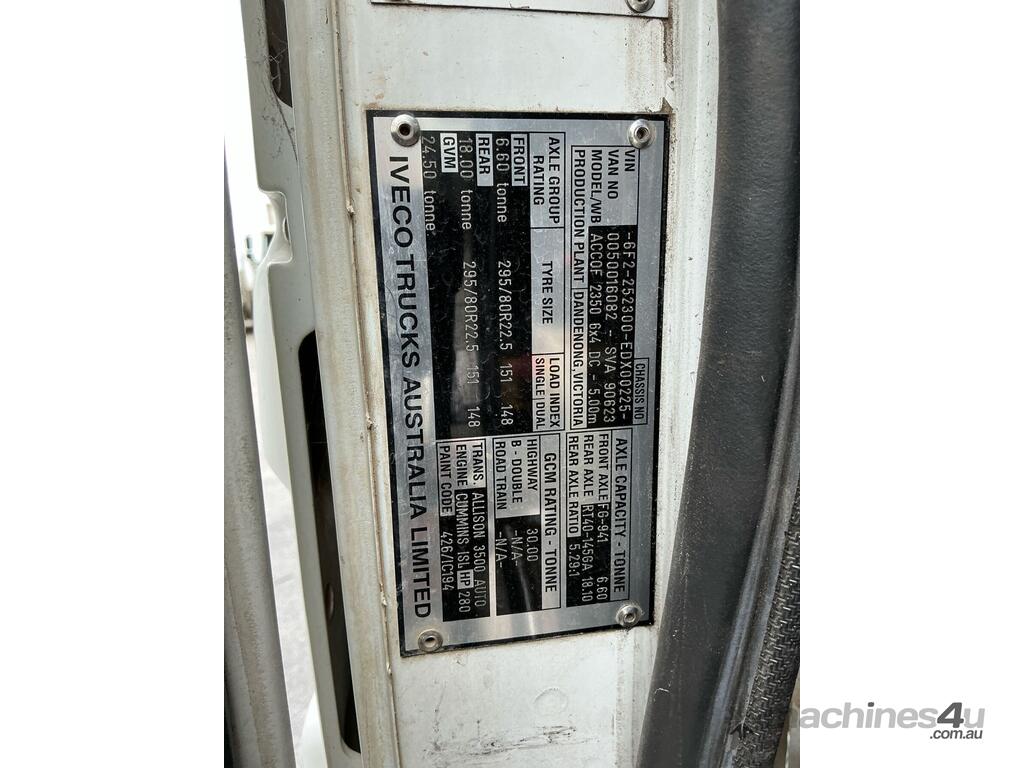 VIN -6F2-252300-EDX00225- CHASSIS NO
VAN NO 0050016082 - SVA 90623
MODEL/WB ACCOF 2350 6x4 DC - 5.00m
PRODUCTION PLANT DANDENONG, VICTORIA
AXLE GROUP RATING TYRE SIZE LOAD INDEX SINGLE DUAL
FRONT
6.60 tonne 295/80R22.5 151 148
REAR
18.00 tonne 295/80R22.5 151 148
GVM
24.50 tonne
AXLE CAPACITY - TONNE
FRONT AXLE FG-941 6.60
REAR AXLE RT40-145GA 18.10
REAR AXLE RATIO 5.29:1
GCM RATING - TONNE
HIGHWAY 30.00
B - DOUBLE -N/A-
ROAD TRAIN -N/A-
TRANS. ALLISON 3500 AUTO
ENGINE CUMMINS ISL HP 280
PAINT CODE 426/IC194
IVECO TRUCKS AUSTRALIA LIMITED
machines4u
.com.au